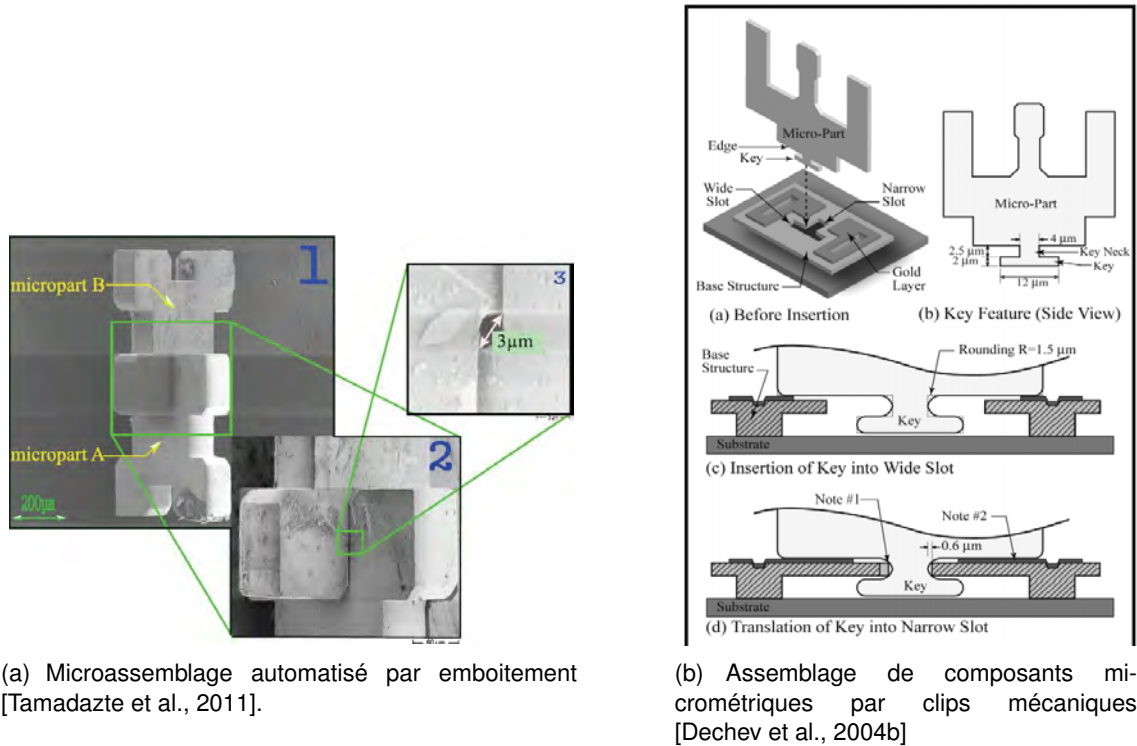 1
micropart B
micropart A
200µm
2
3
3µm
Micro-Part
Edge
Key
Wide
Slot
Narrow
Slot
Base Structure
Gold
Layer
(a) Before Insertion
Micro-Part
4 µm
2.5 µm
2 µm
Key Neck
Key
12µm
(b) Key Feature (Side View)
Base
Structure
Rounding R=1.5 µm
Key
Substrate
(c) Insertion of Key into Wide Slot
Note #1
Note #2
0.6 µm
Key
Substrate
(d) Translation of Key into Narrow Slot
(a) Microassemblage automatisé par emboitement
[Tamadazte et al., 2011].
(b) Assemblage de composants mi-
crométriques par clips mécaniques
[Dechev et al., 2004b]